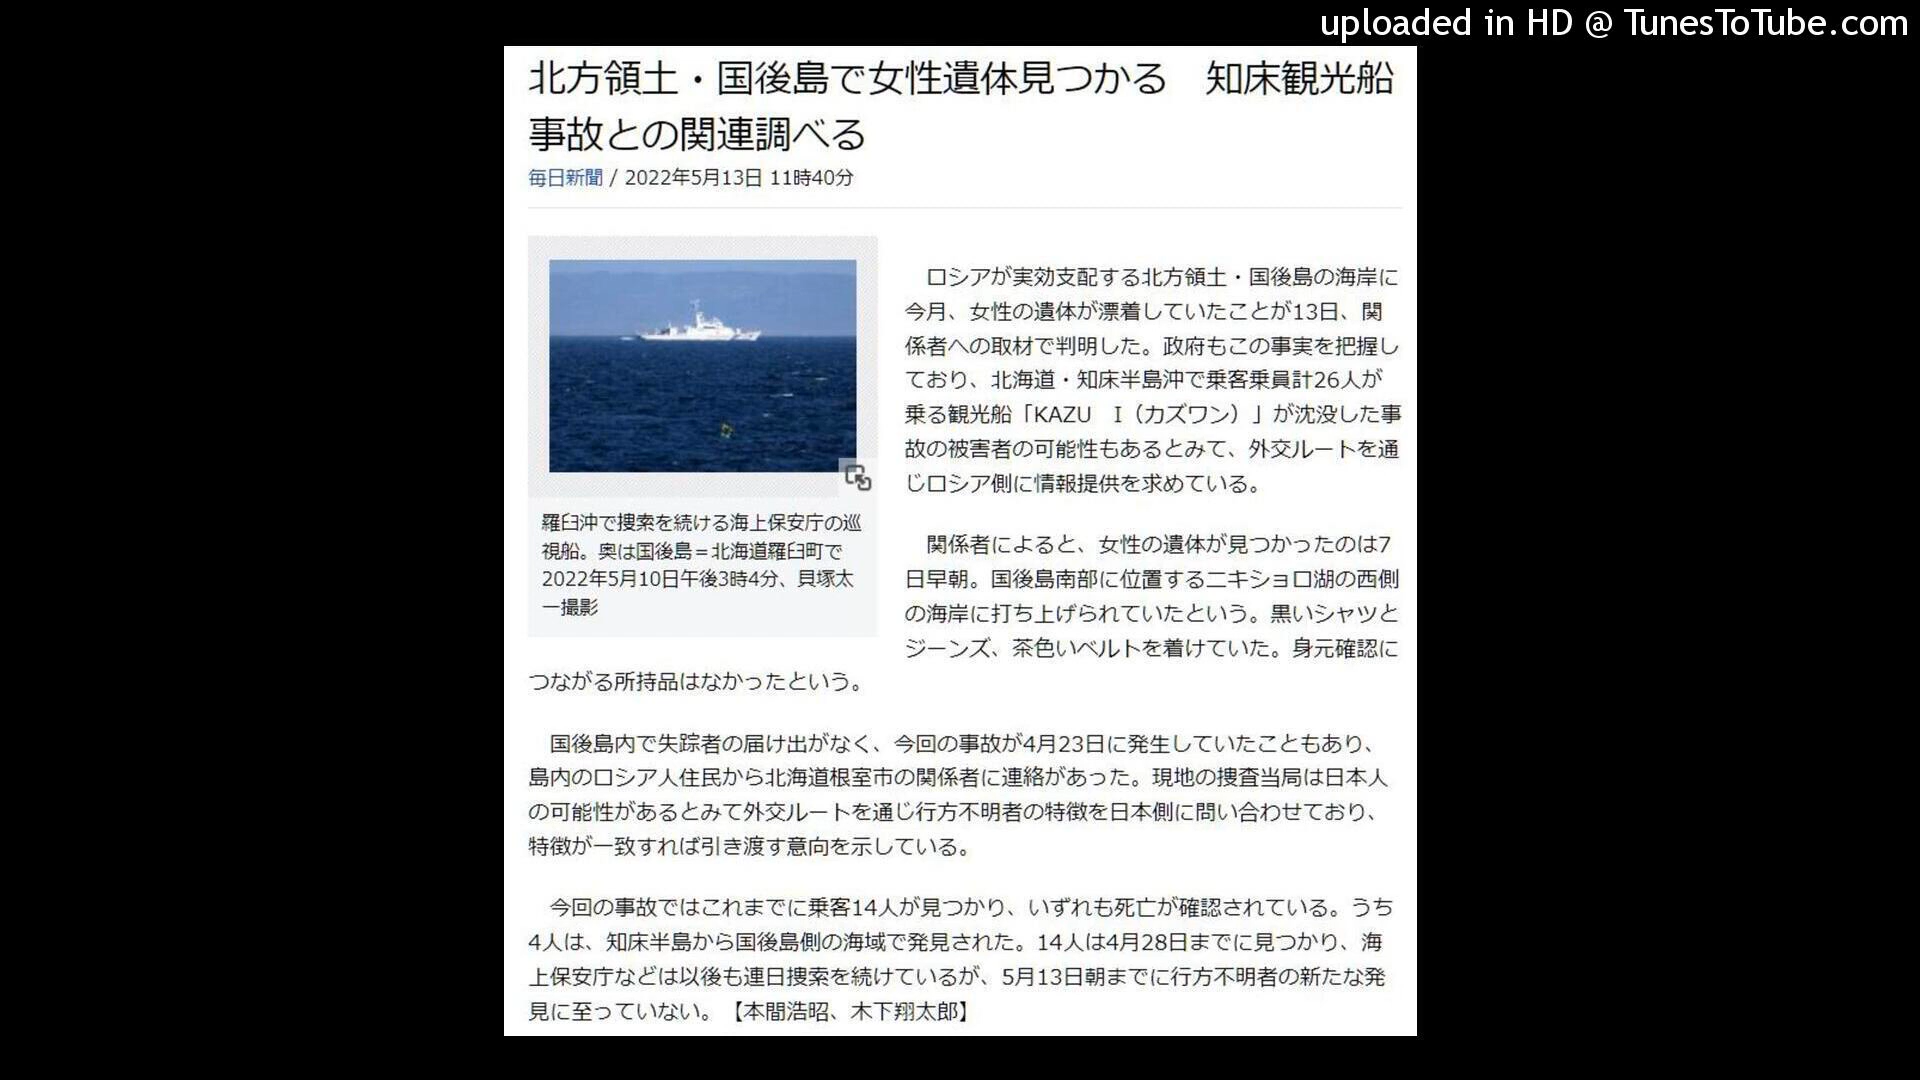 uploaded in HD @ TunesToTube.com
北方領土・国後島で女性遺体見つかる　知床観光船
事故との関連調べる
毎日新聞 / 2022年5月13日 11時40分
羅臼沖で捜索を続ける海上保安庁の巡
視船。奥は国後島＝北海道羅臼町で
2022年5月10日午後3時4分、貝塚太
一撮影
ロシアが実効支配する北方領土・国後島の海岸に
今月、女性の遺体が漂着していたことが13日、関
係者への取材で判明した。政府もこの事実を把握し
ており、北海道・知床半島沖で乗客乗員計26人が
乗る観光船「KAZU　I（カズワン）」が沈没した事
故の被害者の可能性もあるとみて、外交ルートを通
じロシア側に情報提供を求めている。
関係者によると、女性の遺体が見つかったのは7
日早朝。国後島南部に位置するニキショロ湖の西側
の海岸に打ち上げられていたという。黒いシャツと
ジーンズ、茶色いベルトを着けていた。身元確認に
つながる所持品はなかったという。
国後島内で失踪者の届け出がなく、今回の事故が4月23日に発生していたこともあり、
島内のロシア人住民から北海道根室市の関係者に連絡があった。現地の捜査当局は日本人
の可能性があるとみて外交ルートを通じ行方不明者の特徴を日本側に問い合わせており、
特徴が一致すれば引き渡す意向を示している。
今回の事故ではこれまでに乗客14人が見つかり、いずれも死亡が確認されている。うち
4人は、知床半島から国後島側の海域で発見された。14人は4月28日までに見つかり、海
上保安庁などは以後も連日捜索を続けているが、5月13日朝までに行方不明者の新たな発
見に至っていない。【本間浩昭、木下翔太郎】